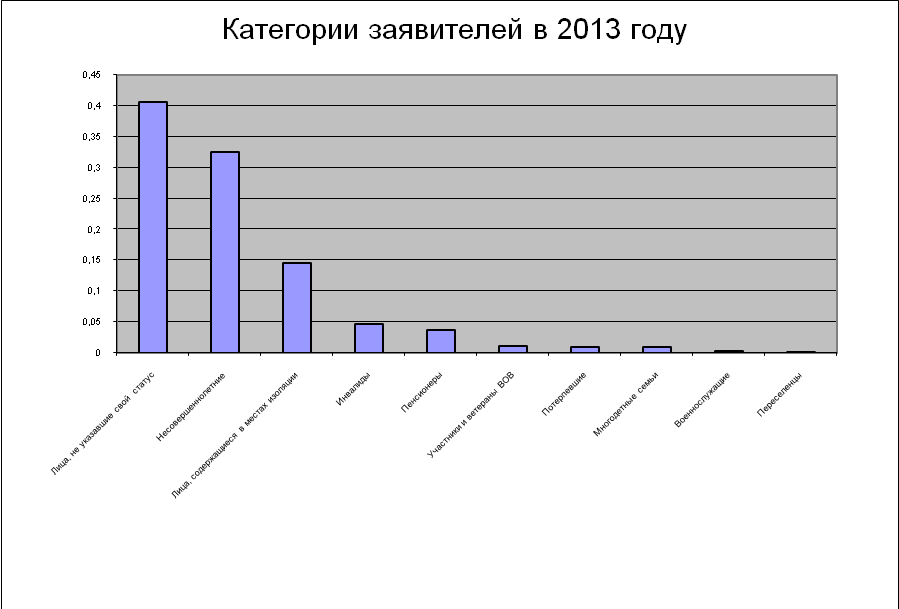 Категории заявителей в 2013 году
0,45
0,4
0,35
0,3
0,25
0,2
0,15
0,1
0,05
0
Лица, не указавшие свой статус
Несовершеннолетние
Лица, содержащиеся в местах изоляции
Инвалиды
Пенсионеры
Участники и ветераны ВОВ
Потерпевшие
Многодетные семьи
Военнослужащие
Переселенцы